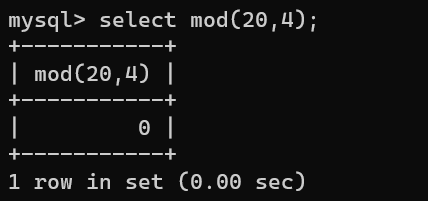 mysql> select mod(20,4);
+-----------+
| mod(20,4) |
+-----------+
|         0 |
+-----------+
1 row in set (0.00 sec)